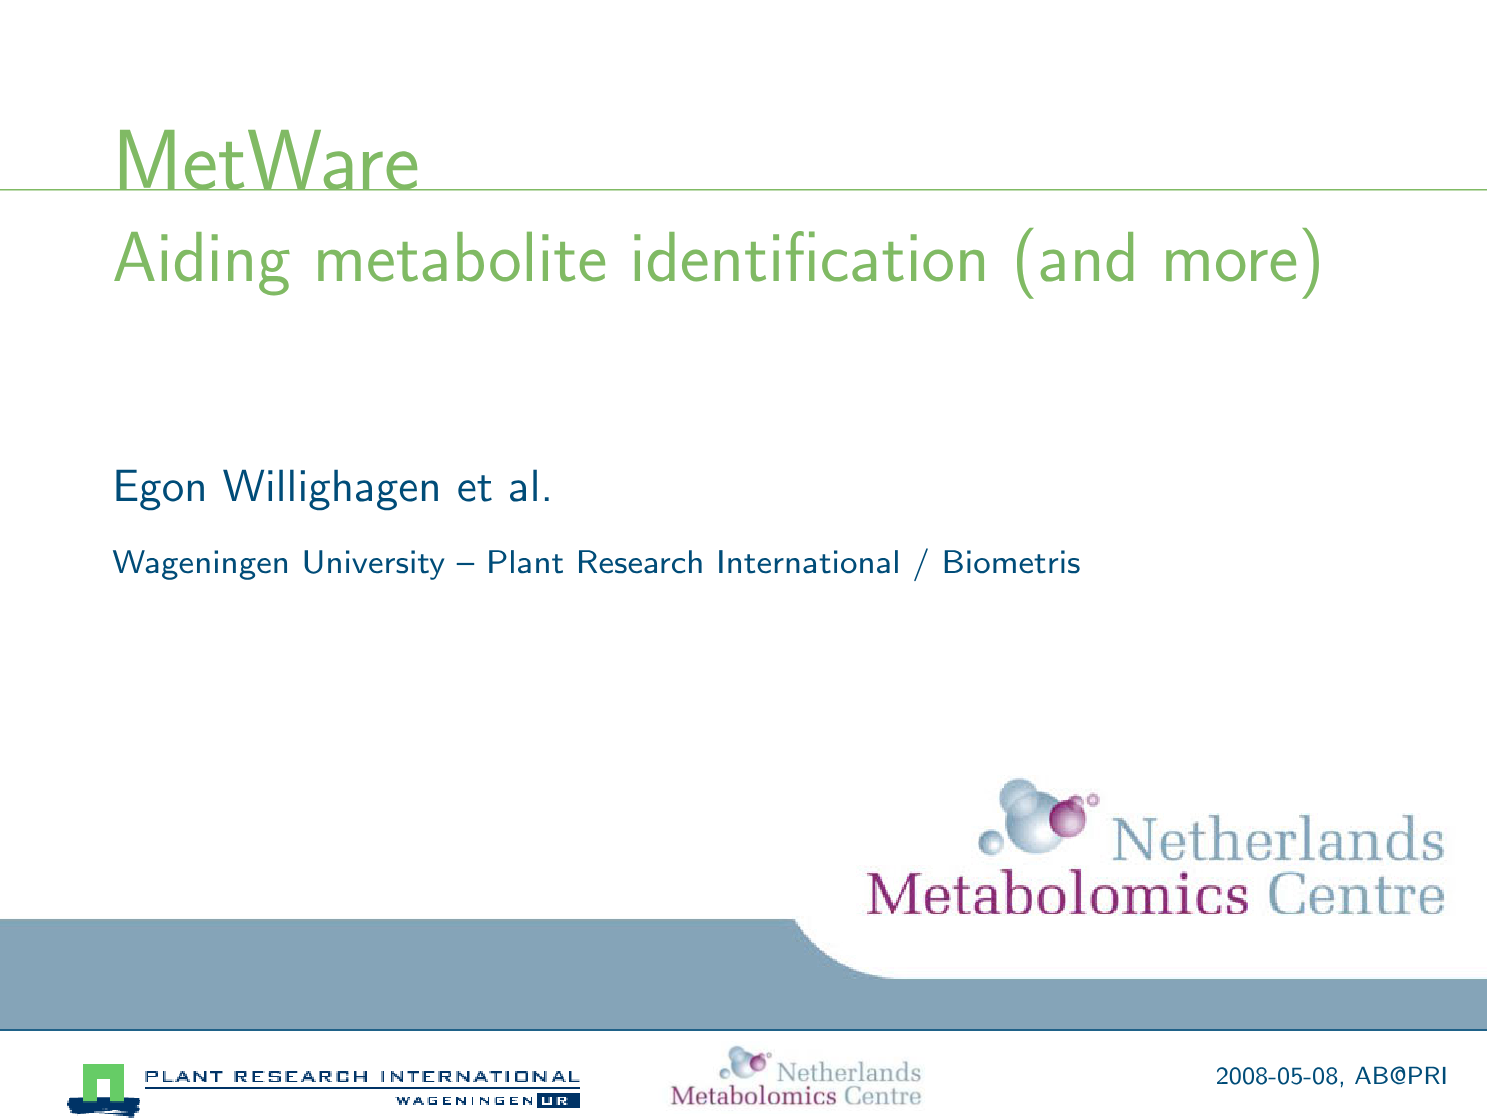 MetWare
Aiding metabolite identification (and more)
Egon Willighagen et al.
Wageningen University – Plant Research International / Biometris
Netherlands
Metabolomics Centre
PLANT RESEARCH INTERNATIONAL
WAGENINGEN UR
Netherlands
Metabolomics Centre
2008-05-08, AB@PRI